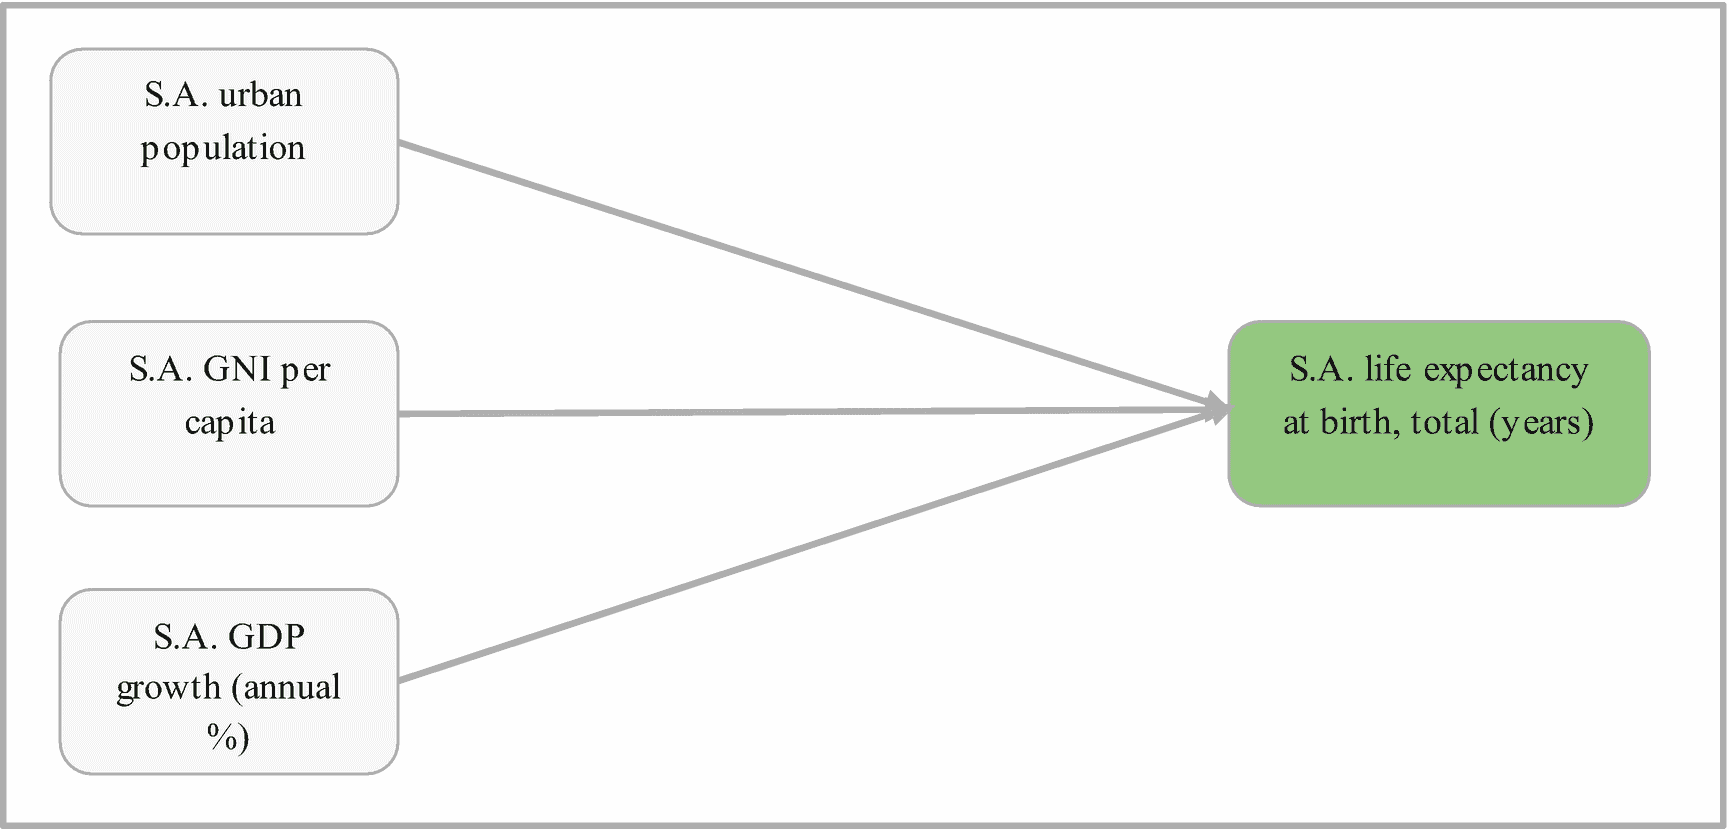 S.A. urban
population
S.A. GNI per
capita
S.A. GDP
growth (annual
%)
S.A. life expectancy
at birth, total (years)